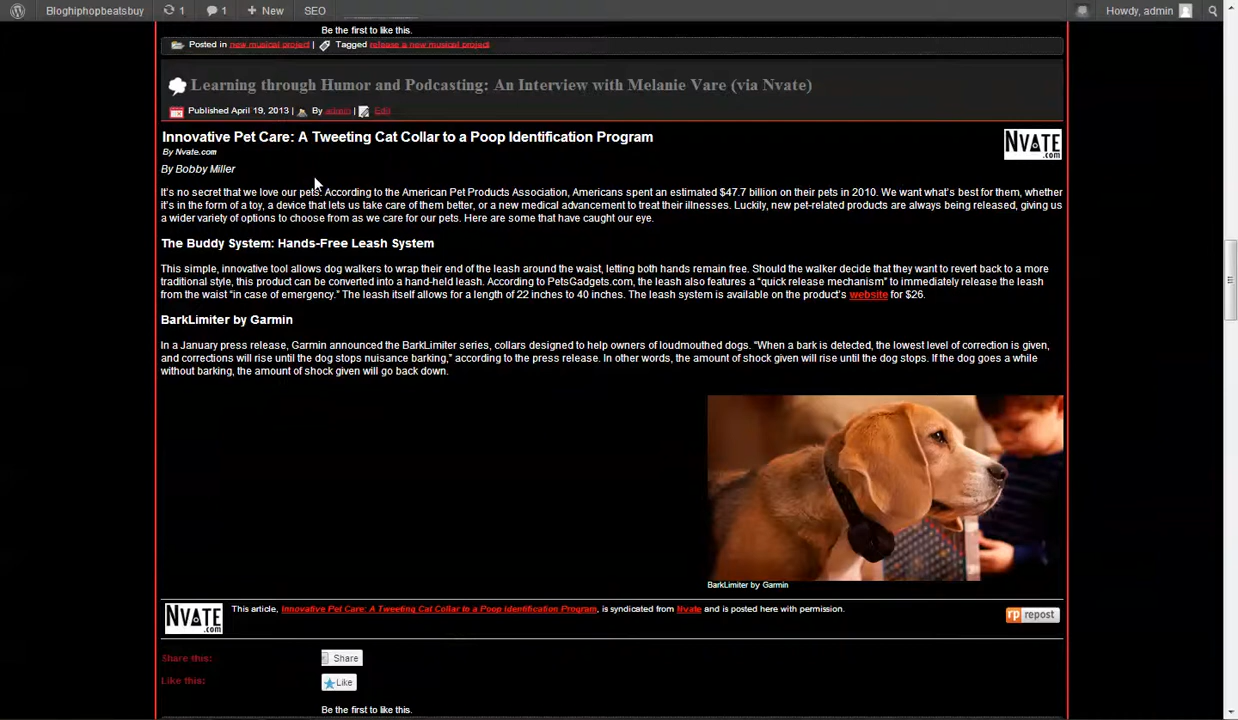 Bloghiphopbeatsbuy 1 1 + New SEO Howdy, admin
Be the first to like this.
Posted in new musical project | Tagged release a new musical project
Learning through Humor and Podcasting: An Interview with Melanie Vare (via Nvate)
Published April 19, 2013 | By admin | Edit
Innovative Pet Care: A Tweeting Cat Collar to a Poop Identification Program
NVATE
.com
By Nvate.com
By Bobby Miller
It's no secret that we love our pets. According to the American Pet Products Association, Americans spent an estimated $47.7 billion on their pets in 2010. We want what's best for them, whether
it's in the form of a toy, a device that lets us take care of them better, or a new medical advancement to treat their illnesses. Luckily, new pet-related products are always being released, giving us
a wider variety of options to choose from as we care for our pets. Here are some that have caught our eye.
The Buddy System: Hands-Free Leash System
This simple, innovative tool allows dog walkers to wrap their end of the leash around the waist, letting both hands remain free. Should the walker decide that they want to revert back to a more
traditional style, this product can be converted into a hand-held leash. According to PetsGadgets.com, the leash also features a “quick release mechanism” to immediately release the leash
from the waist “in case of emergency.” The leash itself allows for a length of 22 inches to 40 inches. The leash system is available on the product's website for $26.
BarkLimiter by Garmin
In a January press release, Garmin announced the BarkLimiter series, collars designed to help owners of loudmouthed dogs. “When a bark is detected, the lowest level of correction is given,
and corrections will rise until the dog stops nuisance barking,” according to the press release. In other words, the amount of shock given will rise until the dog stops. If the dog goes a while
without barking, the amount of shock given will go back down.
BarkLimiter by Garmin
NVATE
.com
This article, Innovative Pet Care: A Tweeting Cat Collar to a Poop Identification Program, is syndicated from Nvate and is posted here with permission.
rp repost
Share this: Share
Like this: Like
Be the first to like this.